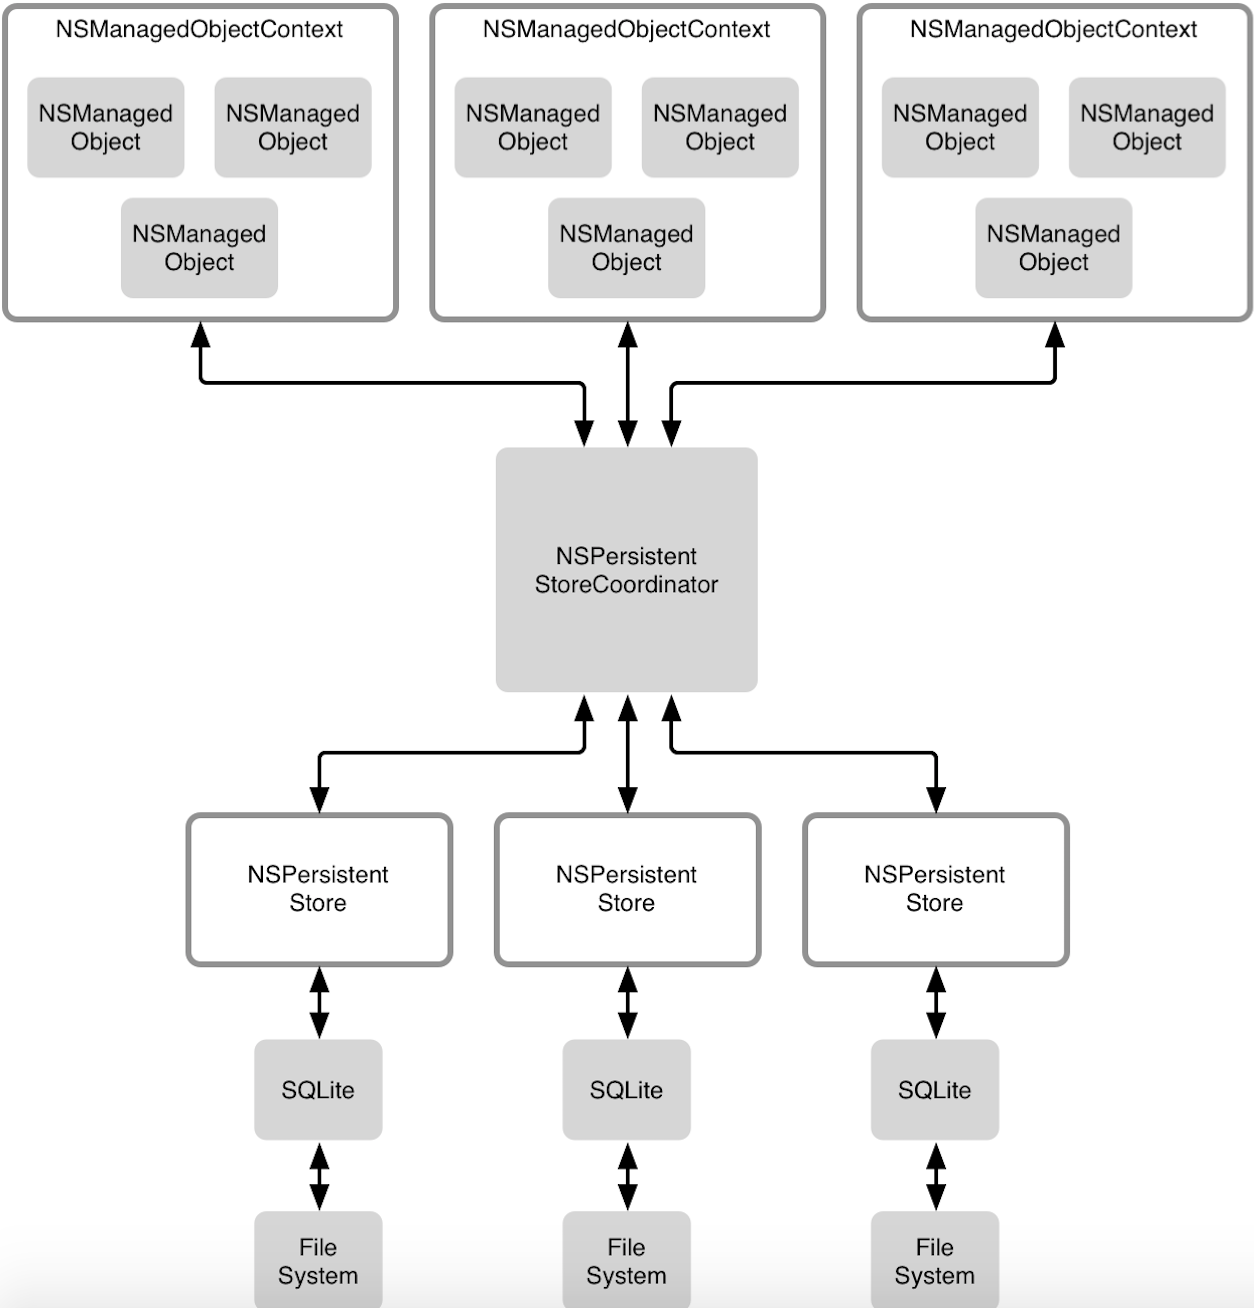 NSManagedObjectContext
NSManaged
Object
NSManaged
Object
NSManaged
Object
NSManagedObjectContext
NSManaged
Object
NSManaged
Object
NSManaged
Object
NSManagedObjectContext
NSManaged
Object
NSManaged
Object
NSManaged
Object
NSPersistent
StoreCoordinator
NSPersistent
Store
NSPersistent
Store
NSPersistent
Store
SQLite
SQLite
SQLite
File
System
File
System
File
System